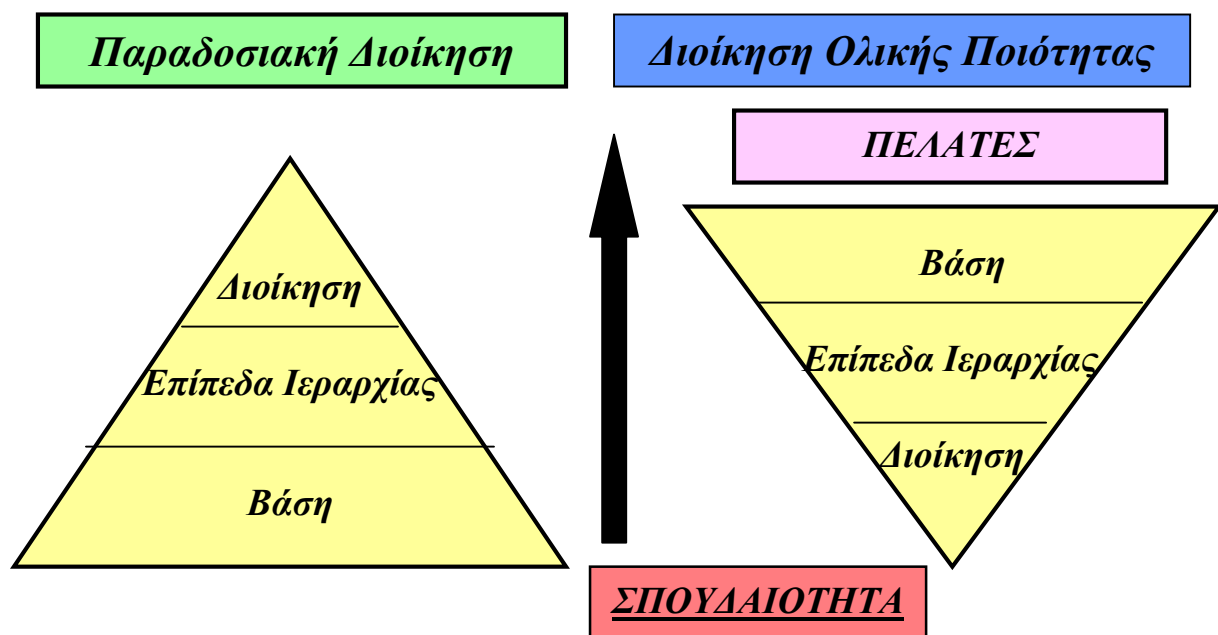 Παραδοσιακή Διοίκηση
Διοίκηση Ολικής Ποιότητας
ΠΕΛΑΤΕΣ
Διοίκηση
Επίπεδα Ιεραρχίας
Βάση
Βάση
Επίπεδα Ιεραρχίας
Διοίκηση
ΣΠΟΥΔΑΙΟΤΗΤΑ